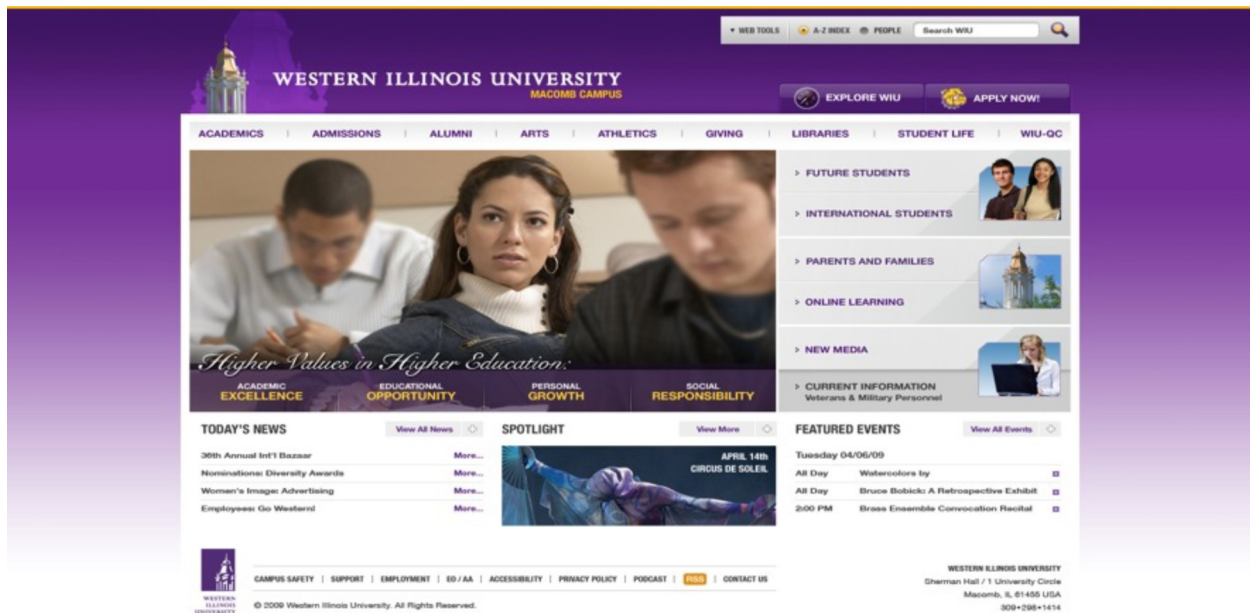 WEB TOOLS A-Z INDEX PEOPLE Search WIU
WESTERN ILLINOIS UNIVERSITY
MACOMB CAMPUS
EXPLORE WIU APPLY NOW!
ACADEMICS | ADMISSIONS | ALUMNI | ARTS | ATHLETICS | GIVING | LIBRARIES | STUDENT LIFE | WIU-QC
> FUTURE STUDENTS
> INTERNATIONAL STUDENTS
> PARENTS AND FAMILIES
> ONLINE LEARNING
> NEW MEDIA
> CURRENT INFORMATION
Veterans & Military Personnel
Higher Values in Higher Education:
ACADEMIC EDUCATIONAL PERSONAL SOCIAL
EXCELLENCE OPPORTUNITY GROWTH RESPONSIBILITY
TODAY'S NEWS View All News
36th Annual Int'l Bazaar More...
Nominations: Diversity Awards More...
Women's Image: Advertising More...
Employees: Go Western! More...
SPOTLIGHT View More
APRIL 14th
CIRCUS DE SOLEIL
FEATURED EVENTS View All Events
Tuesday 04/06/09
All Day Watercolors by
All Day Bruce Bobick: A Retrospective Exhibit
2:00 PM Brass Ensemble Convocation Recital
WESTERN
ILLINOIS
UNIVERSITY
CAMPUS SAFETY | SUPPORT | EMPLOYMENT | EO / AA | ACCESSIBILITY | PRIVACY POLICY | PODCAST | RSS | CONTACT US
© 2009 Western Illinois University. All Rights Reserved.
WESTERN ILLINOIS UNIVERSITY
Sherman Hall / 1 University Circle
Macomb, IL 61455 USA
309•298•1414